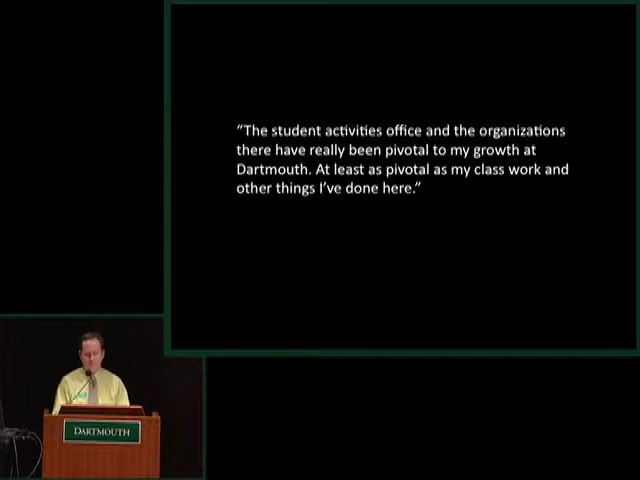 “The student activities office and the organizations
there have really been pivotal to my growth at
Dartmouth. At least as pivotal as my class work and
other things I’ve done here.”
DARTMOUTH